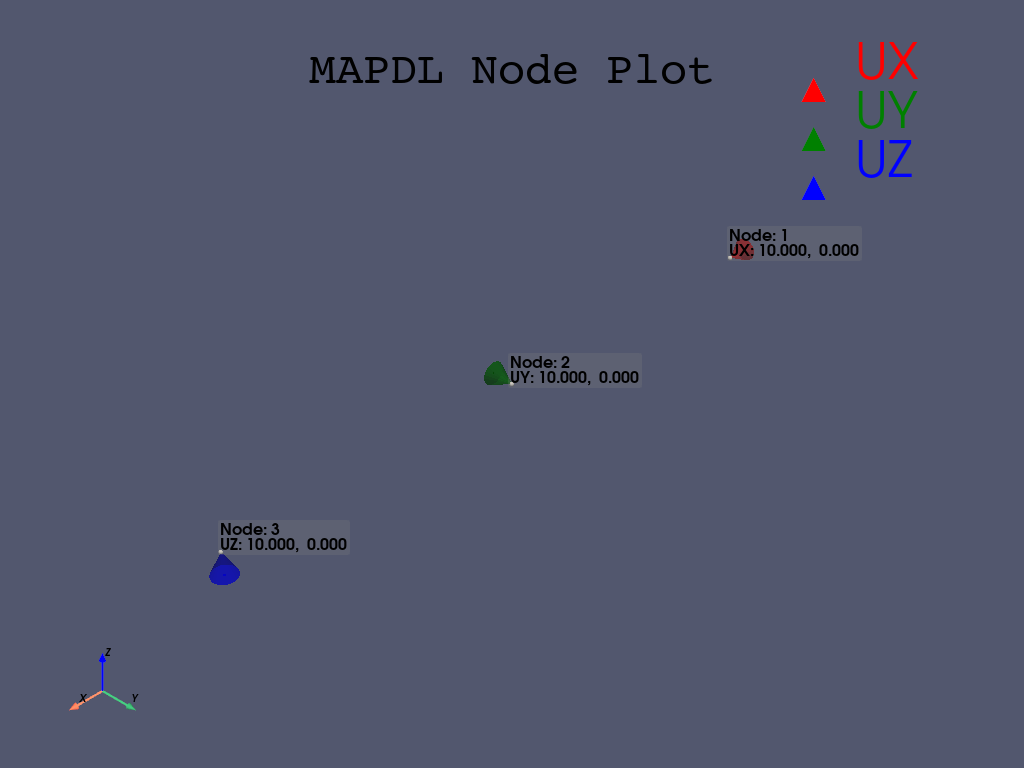 MAPDL Node Plot
UX
UY
UZ
Node: 1
UX: 10.000, 0.000
Node: 2
UY: 10.000, 0.000
Node: 3
UZ: 10.000, 0.000
Z
X
Y